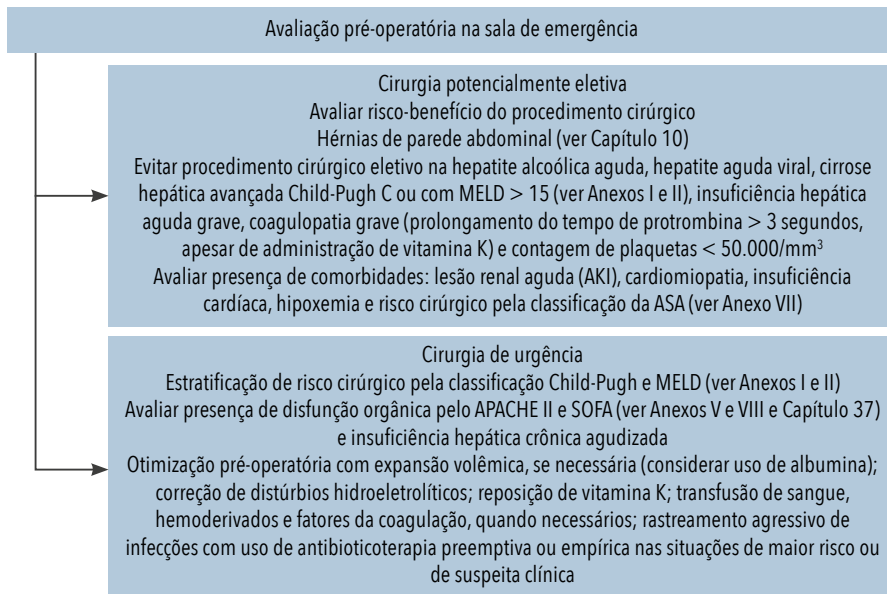 Avaliação pré-operatória na sala de emergência
Cirurgia potencialmente eletiva
Avaliar risco-benefício do procedimento cirúrgico
Hérnias de parede abdominal (ver Capítulo 10)
Evitar procedimento cirúrgico eletivo na hepatite alcoólica aguda, hepatite aguda viral, cirrose
hepática avançada Child-Pugh C ou com MELD > 15 (ver Anexos I e II), insuficiência hepática
aguda grave, coagulopatia grave (prolongamento do tempo de protrombina > 3 segundos,
apesar de administração de vitamina K) e contagem de plaquetas < 50.000/mm³
Avaliar presença de comorbidades: lesão renal aguda (AKI), cardiomiopatia, insuficiência
cardíaca, hipoxemia e risco cirúrgico pela classificação da ASA (ver Anexo VII)
Cirurgia de urgência
Estratificação de risco cirúrgico pela classificação Child-Pugh e MELD (ver Anexos I e II)
Avaliar presença de disfunção orgânica pelo APACHE II e SOFA (ver Anexos V e VIII e Capítulo 37)
e insuficiência hepática crônica agudizada
Otimização pré-operatória com expansão volêmica, se necessária (considerar uso de albumina);
correção de distúrbios hidroeletrolíticos; reposição de vitamina K; transfusão de sangue,
hemoderivados e fatores da coagulação, quando necessários; rastreamento agressivo de
infecções com uso de antibioticoterapia preemptiva ou empírica nas situações de maior risco ou
de suspeita clínica